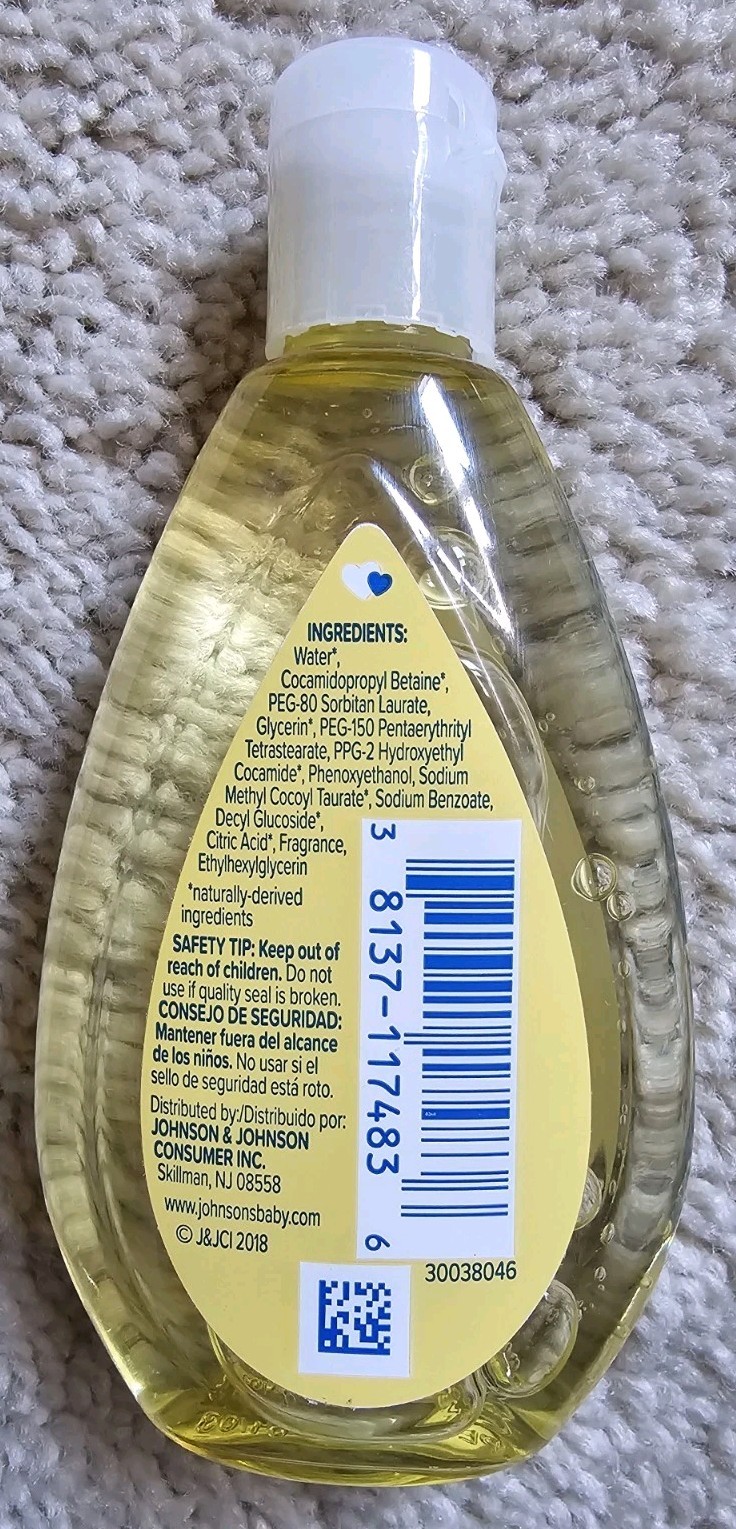 INGREDIENTS:
Water*,
Cocamidopropyl Betaine*,
PEG-80 Sorbitan Laurate,
Glycerin*, PEG-150 Pentaerythrityl
Tetrastearate, PPG-2 Hydroxyethyl
Cocamide*, Phenoxyethanol, Sodium
Methyl Cocoyl Taurate*, Sodium Benzoate,
Decyl Glucoside*,
Citric Acid*, Fragrance,
Ethylhexylglycerin
*naturally-derived
ingredients
SAFETY TIP: Keep out of
reach of children. Do not
use if quality seal is broken.
CONSEJO DE SEGURIDAD:
Mantener fuera del alcance
de los niños. No usar si el
sello de seguridad está roto.
Distributed by:/Distribuido por:
JOHNSON & JOHNSON
CONSUMER INC.
Skillman, NJ 08558
www.johnsonsbaby.com
© J&JCI 2018
3 8137-117483 6
30038046